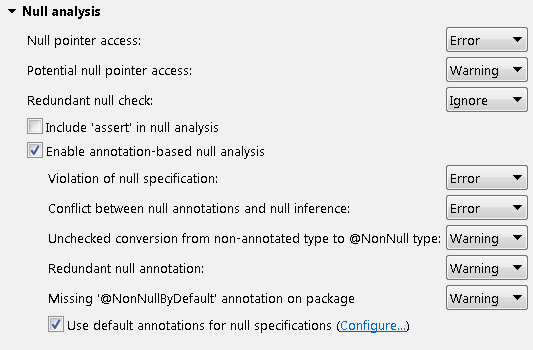 Null analysis
Null pointer access: Error
Potential null pointer access: Warning
Redundant null check: Ignore
Include 'assert' in null analysis
Enable annotation-based null analysis
Violation of null specification: Error
Conflict between null annotations and null inference: Error
Unchecked conversion from non-annotated type to @NonNull type: Warning
Redundant null annotation: Warning
Missing '@NonNullByDefault' annotation on package Warning
Use default annotations for null specifications (Configure...)